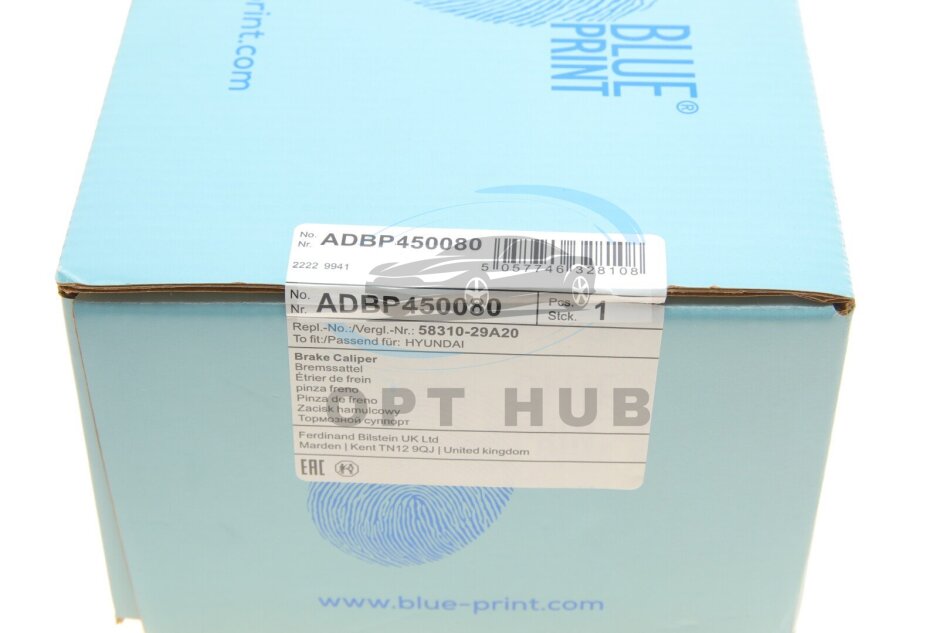 print.com
BLUE
PRINT®
No.
Nr. ADBP450080
2222 9941
5 057746 328108
No.
Nr. ADBP450080
Pcs.
Stck. 1
Repl.-No.:/Vergl.-Nr.: 58310-29A20
To fit:/Passend für: HYUNDAI
Brake Caliper
Bremssattel
Étrier de frein
pinza freno
Pinza de freno
Zacisk hamulcowy
Тормозной суппорт
OPT HUB
Ferdinand Bilstein UK Ltd
Marden | Kent TN12 9QJ | United kingdom
EAC
www.blue-print.com